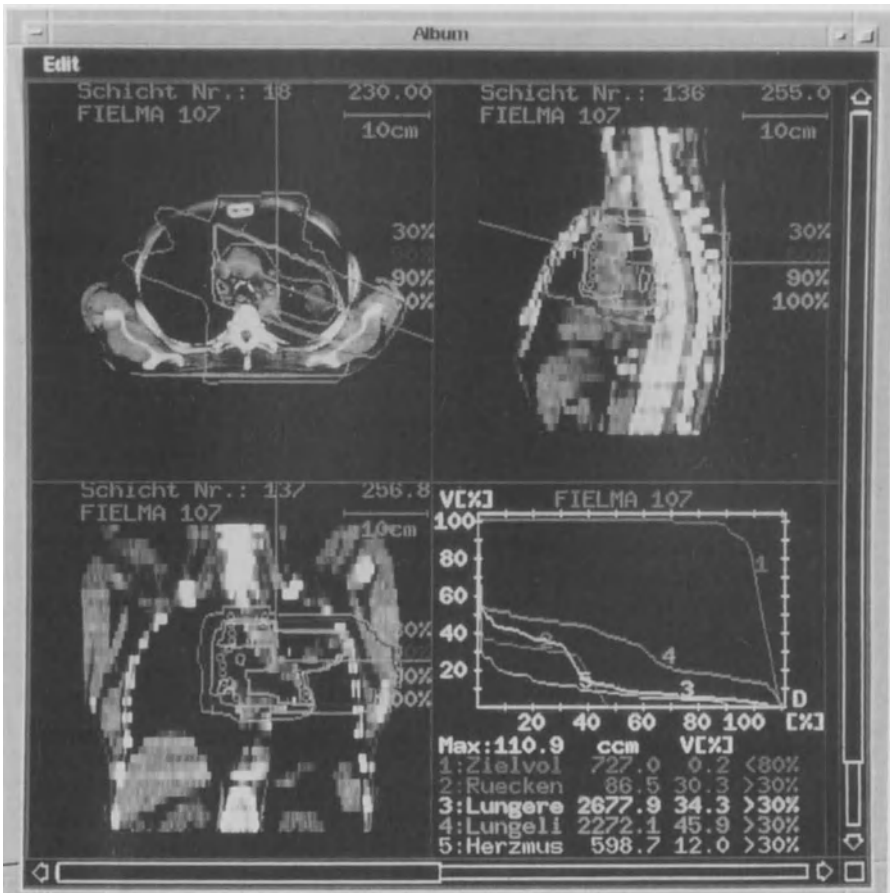 Album
Edit
Schicht Nr.: 18 230.00
FIELMA 107
10cm
30%
90%
Schicht Nr.: 136 255.0
FIELMA 107
10cm
30%
90%
100%
Schicht Nr.: 137 256.8
FIELMA 107
10cm
V[%] FIELMA 107
100
80
60
40
20
1
2
4
5
3
D
20 40 60 80 100 [%]
Max:110.9 ccm V[%]
1:Zielvol 727.0 0.2 <80%
2:Ruecken 86.5 30.3 >30%
3:Lungere 2677.9 34.3 >30%
4:Lungeli 2272.1 45.9 >30%
5:Herzmus 598.7 12.0 >30%